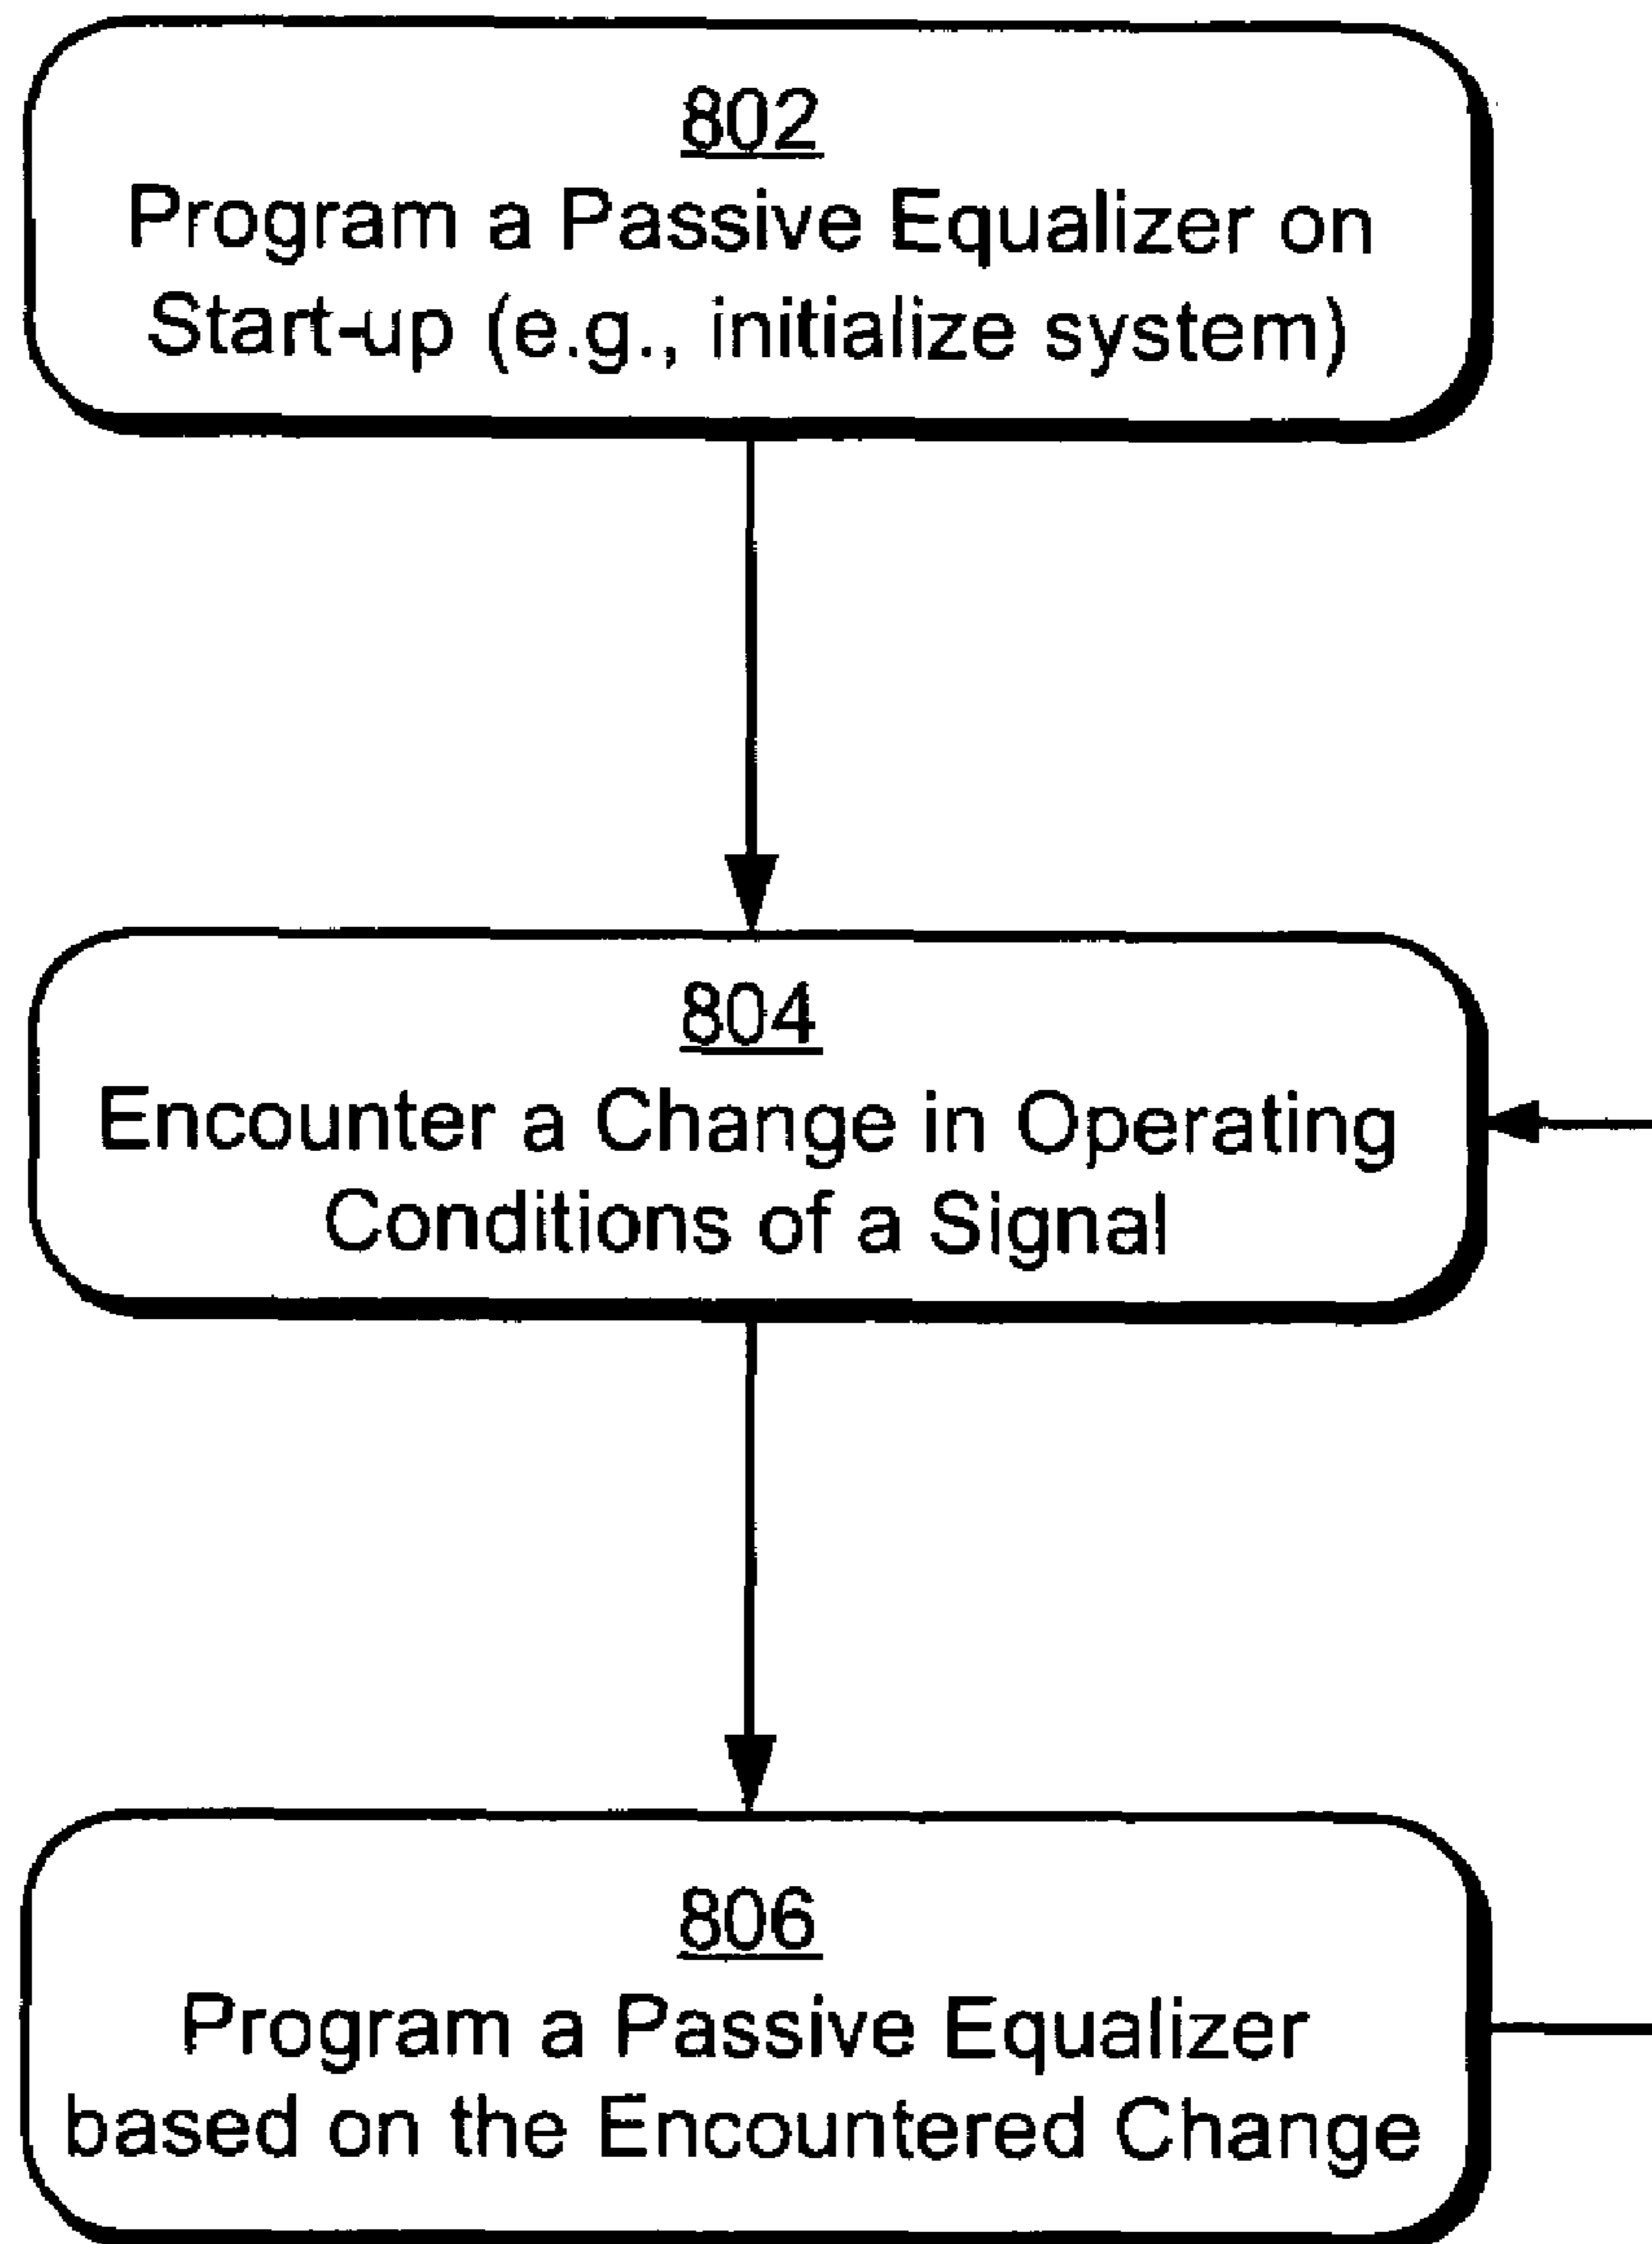 802
Program a Passive Equalizer on
Start-up (e.g., initialize system)
804
Encounter a Change in Operating
Conditions of a Signal
806
Program a Passive Equalizer
based on the Encountered Change